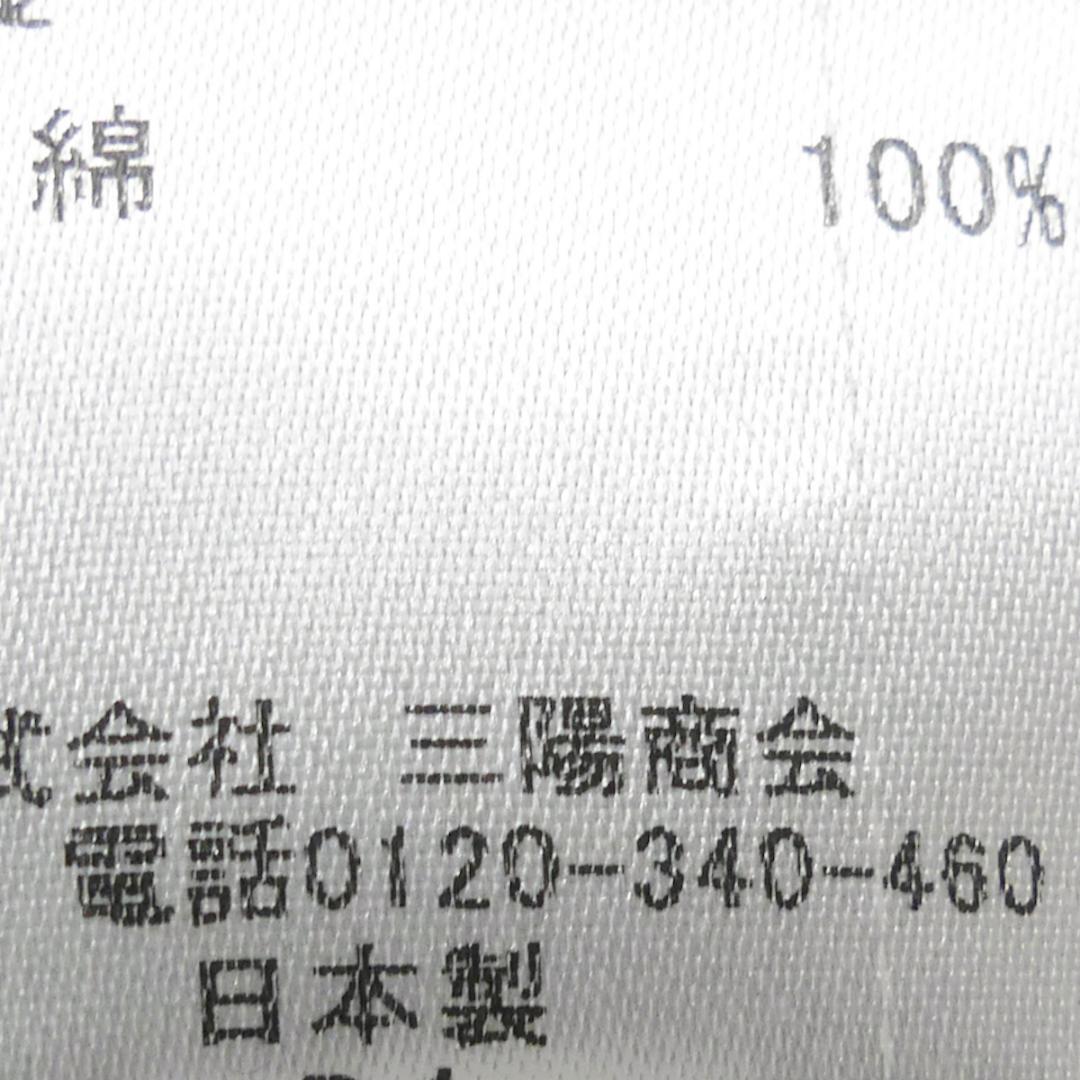 綿 100%
式会社 三陽商会
電話0120-340-460
日本製